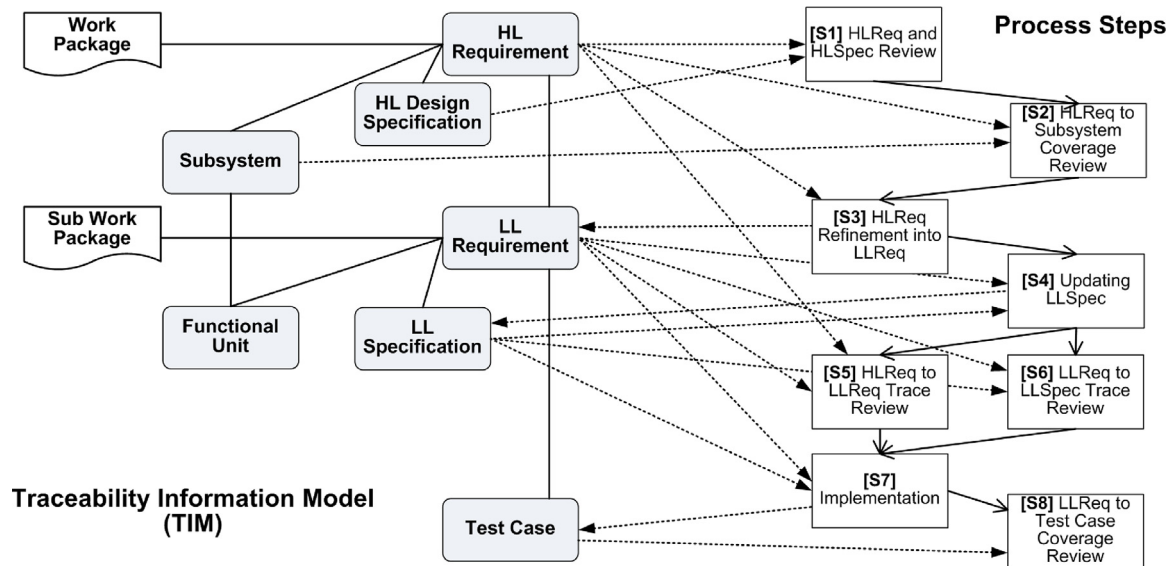 Work
Package
HL
Requirement
HL Design
Specification
Subsystem
Sub Work
Package
LL
Requirement
Functional
Unit
LL
Specification
Test Case
Traceability Information Model
(TIM)
Process Steps
[S1] HLReq and
HLSpec Review
[S2] HLReq to
Subsystem
Coverage
Review
[S3] HLReq
Refinement into
LLReq
[S4] Updating
LLSpec
[S5] HLReq to
LLReq Trace
Review
[S6] LLReq to
LLSpec Trace
Review
[S7]
Implementation
[S8] LLReq to
Test Case
Coverage
Review